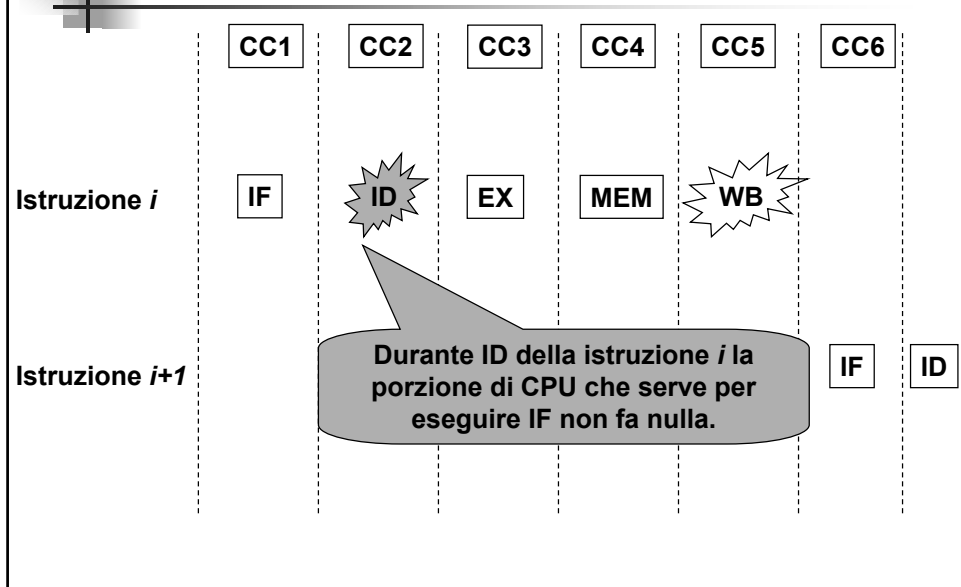 CC1 CC2 CC3 CC4 CC5 CC6
Istruzione i IF ID EX MEM WB
Durante ID della istruzione i la
porzione di CPU che serve per
eseguire IF non fa nulla.
Istruzione i+1 IF ID